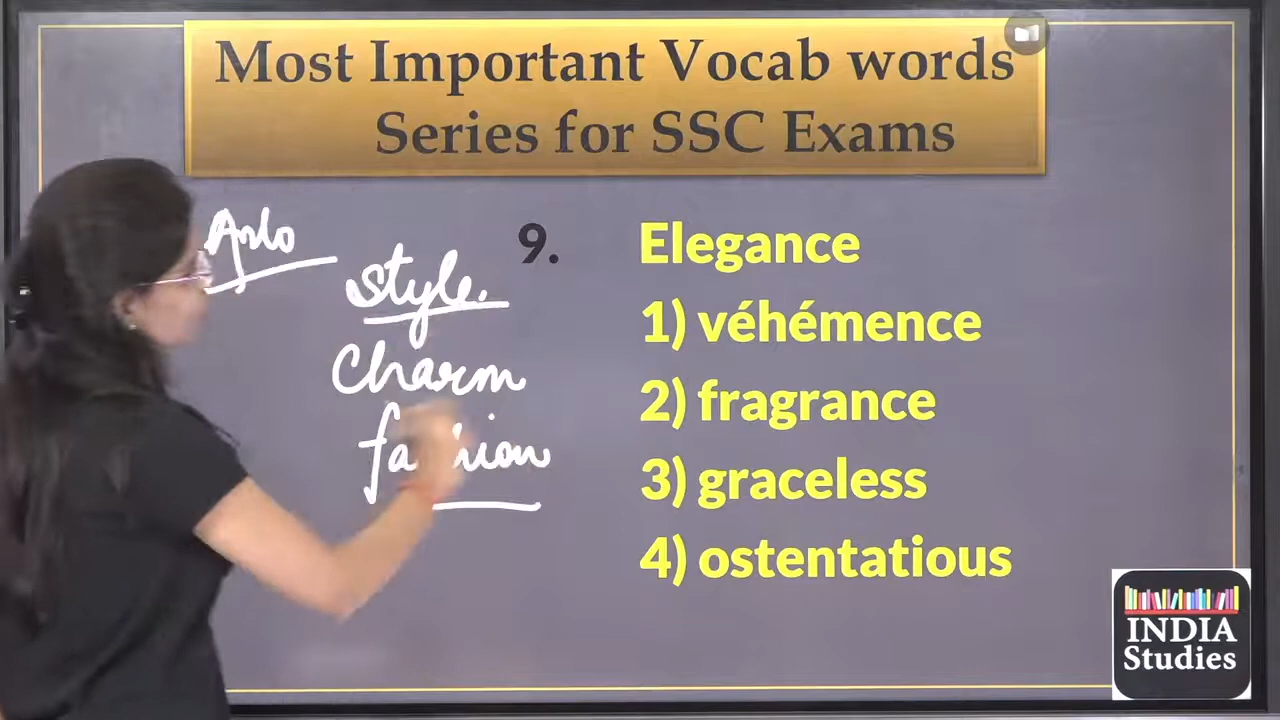 Most Important Vocab words
Series for SSC Exams
style.
Charm
fashion
9. Elegance
1) véhémence
2) fragrance
3) graceless
4) ostentatious
INDIA
Studies